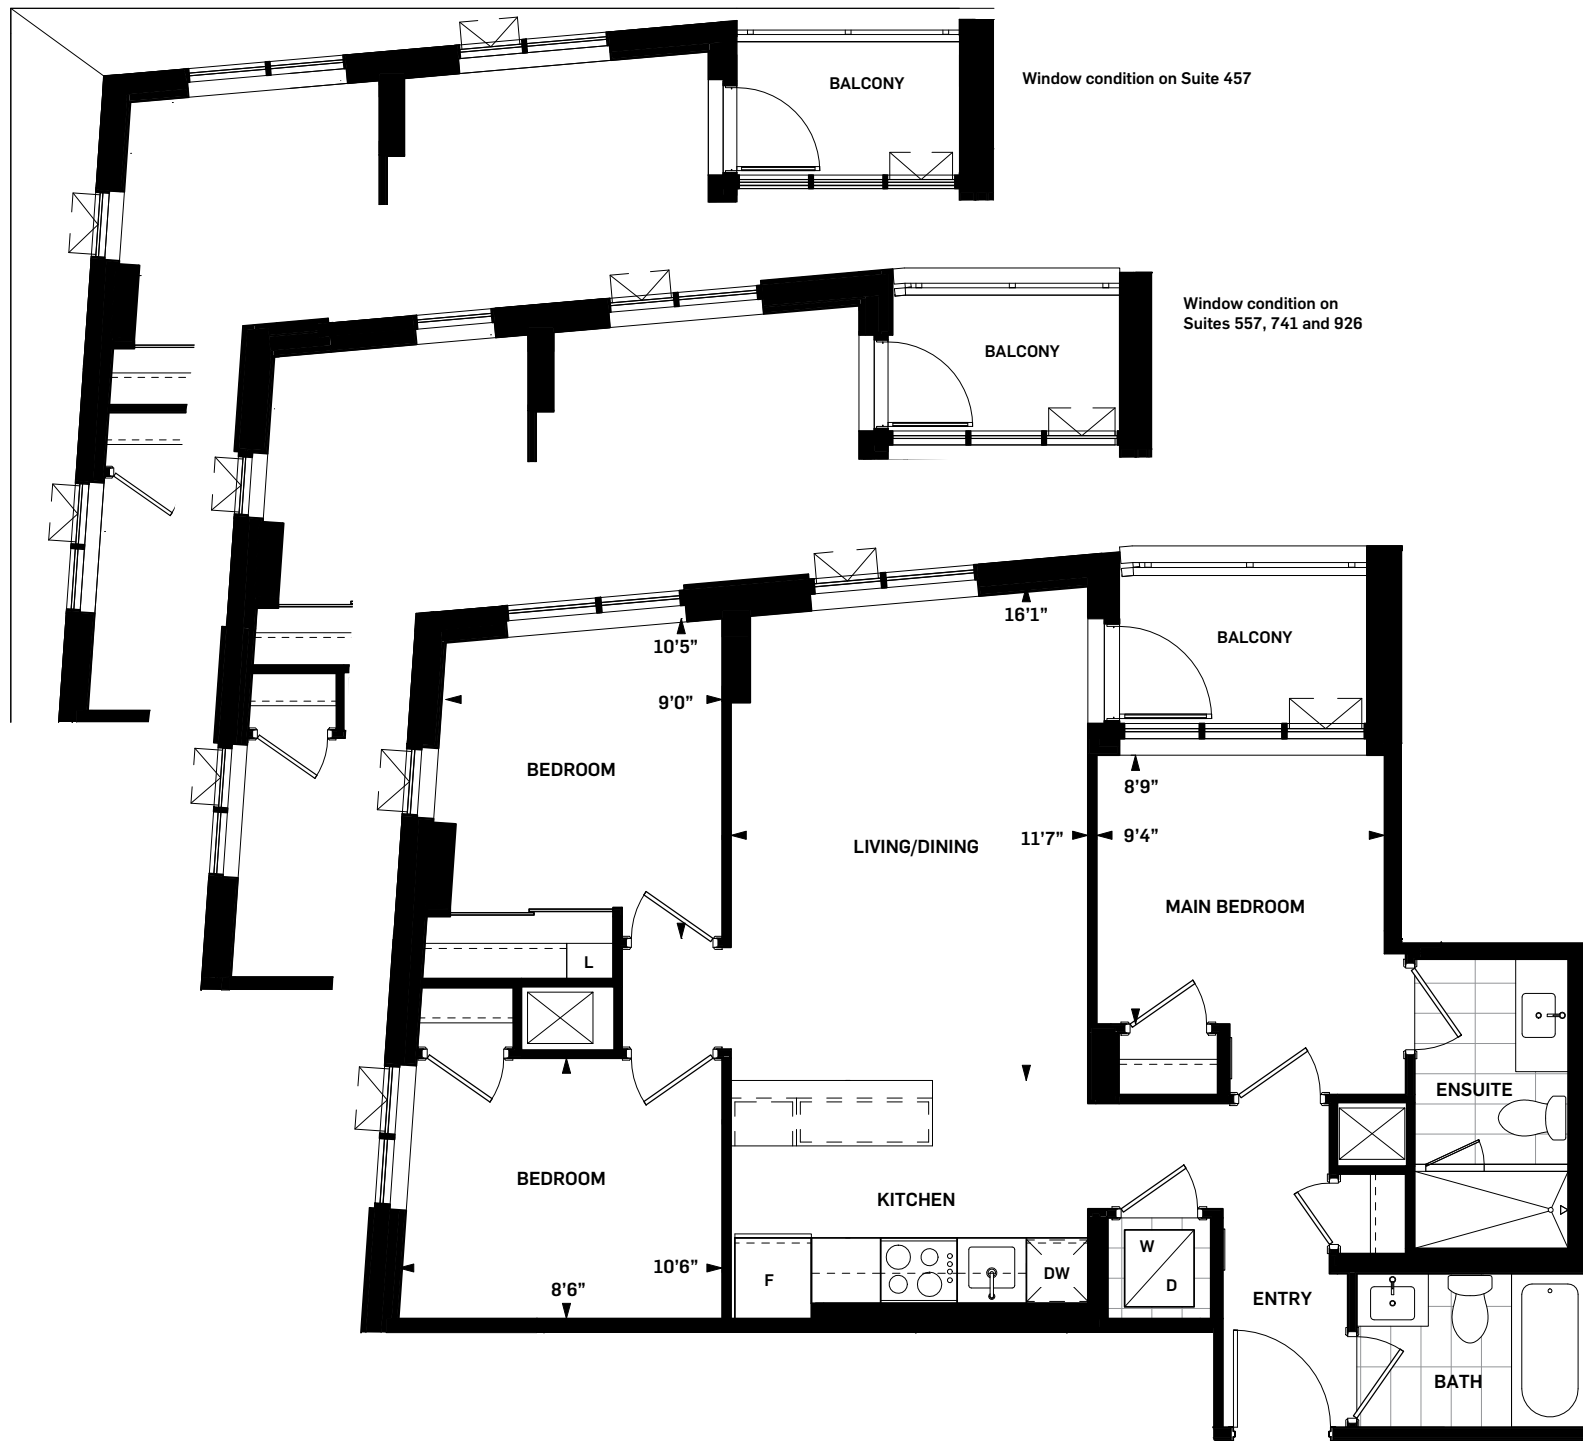 BALCONY
Window condition on Suite 457
BALCONY
Window condition on
Suites 557, 741 and 926
16’1”
10’5”
BALCONY
9’0”
BEDROOM
8’9”
LIVING/DINING
11’7”
9’4”
MAIN BEDROOM
L
ENSUITE
BEDROOM
KITCHEN
W
D
10’6”
8’6”
F
DW
ENTRY
BATH